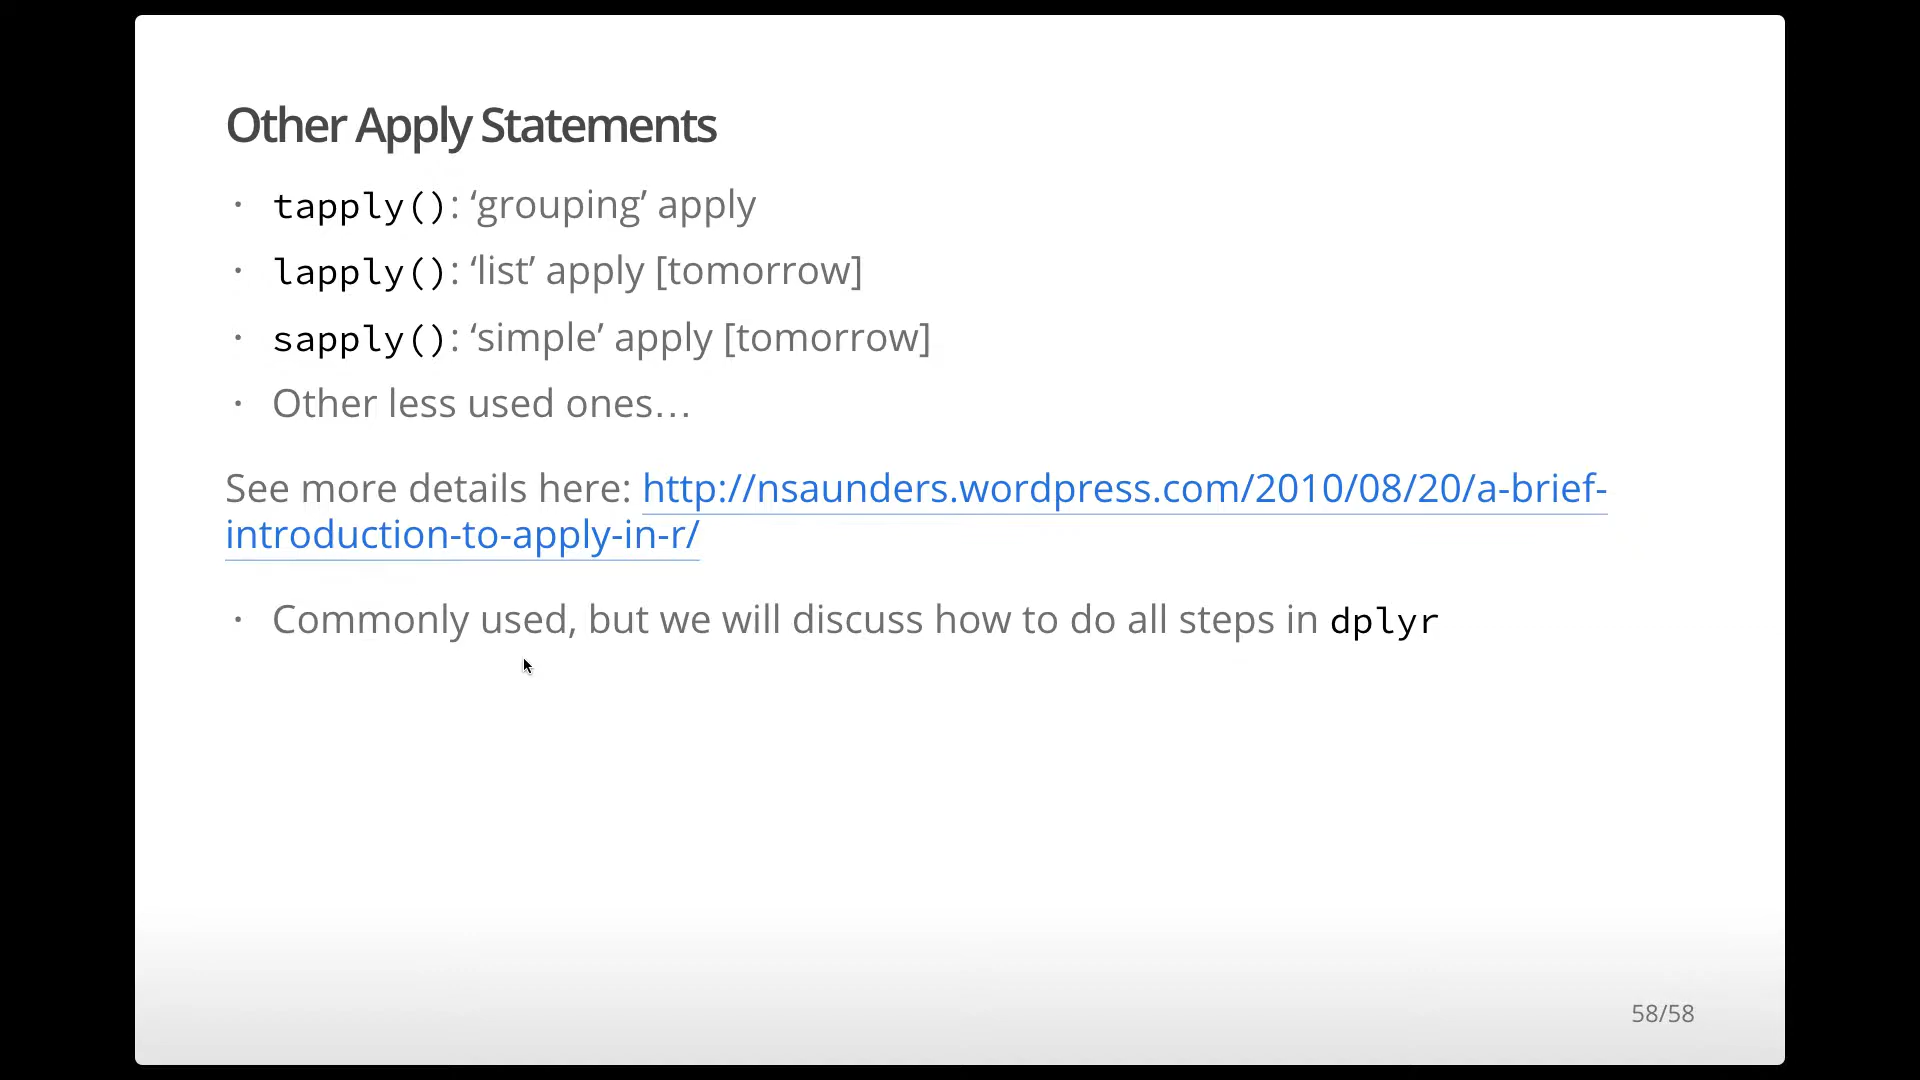 Other Apply Statements
· tapply(): ‘grouping’ apply
· lapply(): ‘list’ apply [tomorrow]
· sapply(): ‘simple’ apply [tomorrow]
· Other less used ones…
See more details here: http://nsaunders.wordpress.com/2010/08/20/a-brief-
introduction-to-apply-in-r/
· Commonly used, but we will discuss how to do all steps in dplyr
58/58